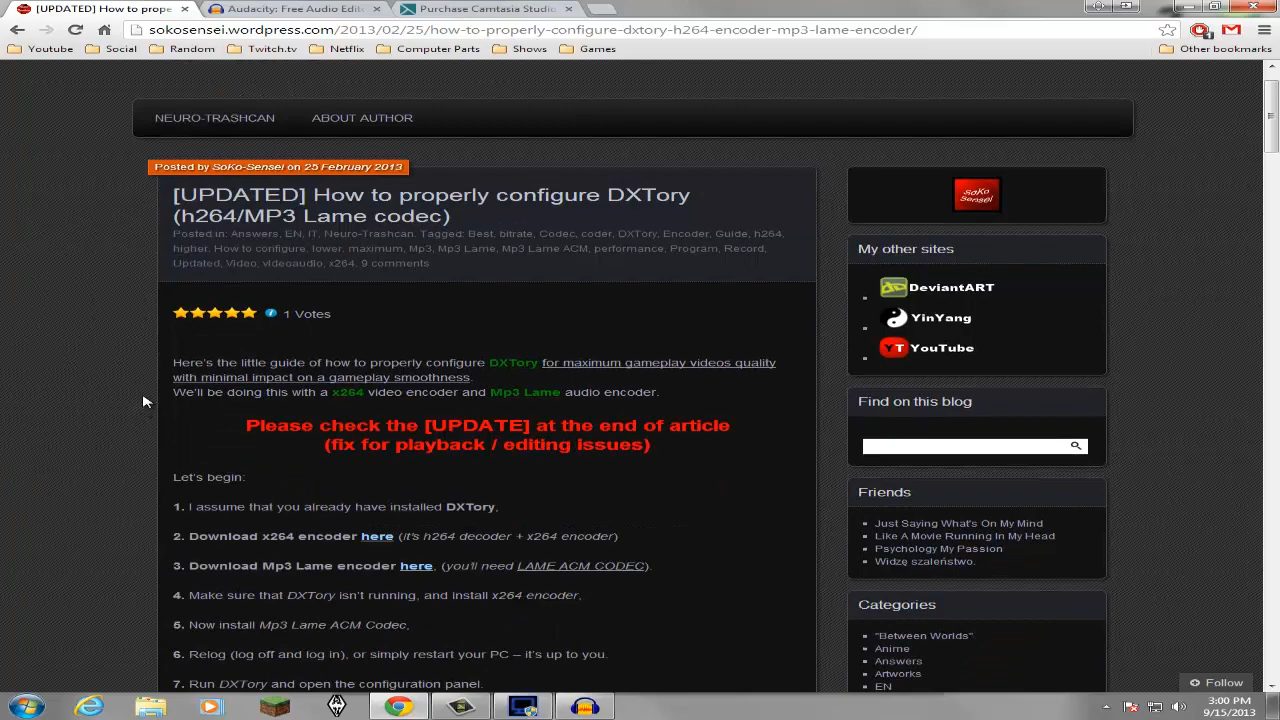 [UPDATED] How to prope
Audacity: Free Audio Edit
Purchase Camtasia Studio
sokosensei.wordpress.com/2013/02/25/how-to-properly-configure-dxtory-h264-encoder-mp3-lame-encoder/
Youtube Social Random Twitch.tv Netflix Computer Parts Shows Games Other bookmarks
NEURO-TRASHCAN ABOUT AUTHOR
Posted by SoKo-Sensei on 25 February 2013
[UPDATED] How to properly configure DXTory
(h264/MP3 Lame codec)
Posted in: Answers, EN, IT, Neuro-Trashcan. Tagged: Best, bitrate, Codec, coder, DXTory, Encoder, Guide, h264,
higher, How to configure, lower, maximum, Mp3, Mp3 Lame, Mp3 Lame ACM, performance, Program, Record,
Updated, Video, videoaudio, x264. 9 comments
1 Votes
Here's the little guide of how to properly configure DXTory for maximum gameplay videos quality
with minimal impact on a gameplay smoothness.
We'll be doing this with a x264 video encoder and Mp3 Lame audio encoder.
Please check the [UPDATE] at the end of article
(fix for playback / editing issues)
Let's begin:
1. I assume that you already have installed DXTory,
2. Download x264 encoder here (it's h264 decoder + x264 encoder)
3. Download Mp3 Lame encoder here, (you'll need LAME ACM CODEC).
4. Make sure that DXTory isn't running, and install x264 encoder,
5. Now install Mp3 Lame ACM Codec,
6. Relog (log off and log in), or simply restart your PC – it's up to you.
7. Run DXTory and open the configuration panel.
SoKo
Sensei
My other sites
DeviantART
YinYang
YT YouTube
Find on this blog
Friends
Just Saying What's On My Mind
Like A Movie Running In My Head
Psychology My Passion
Widzę szaleństwo.
Categories
"Between Worlds"
Anime
Answers
Artworks
EN
Follow
3:00 PM
9/15/2013